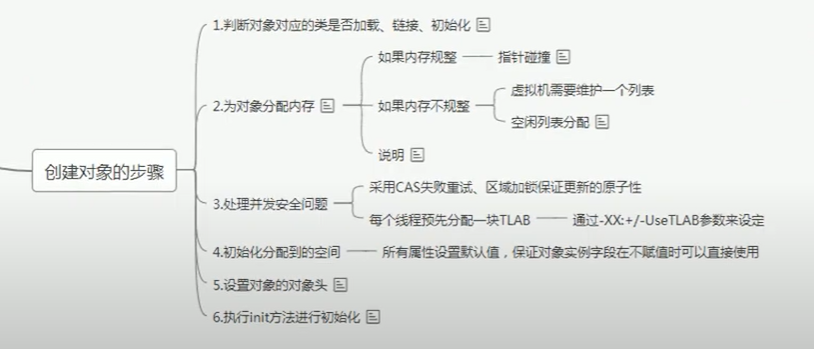 1.判断对象对应的类是否加载、链接、初始化
如果内存规整
指针碰撞
虚拟机需要维护一个列表
2.为对象分配内存
如果内存不规整
空闲列表分配
说明
创建对象的步骤
采用CAS失败重试、区域加锁保证更新的原子性
3.处理并发安全问题
每个线程预先分配一块TLAB
通过-XX:+/-UseTLAB参数来设定
4.初始化分配到的空间
所有属性设置默认值，保证对象实例字段在不赋值时可以直接使用
5.设置对象的对象头
6.执行init方法进行初始化